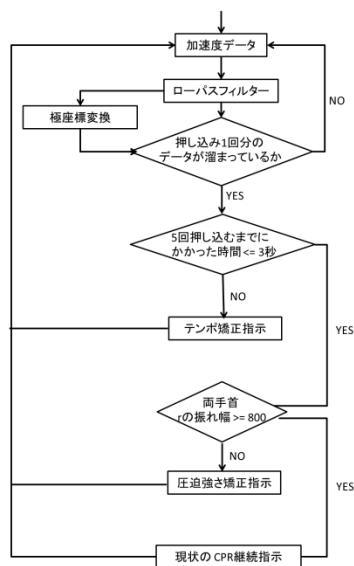 加速度データ
ローパスフィルター
NO
極座標変換
押し込み1回分の
データが溜まっているか
YES
5回押し込むまでに
かかった時間 <= 3秒
NO
テンポ矯正指示
YES
両手首
rの振れ幅 >= 800
NO
圧迫強さ矯正指示
YES
現状の CPR継続指示